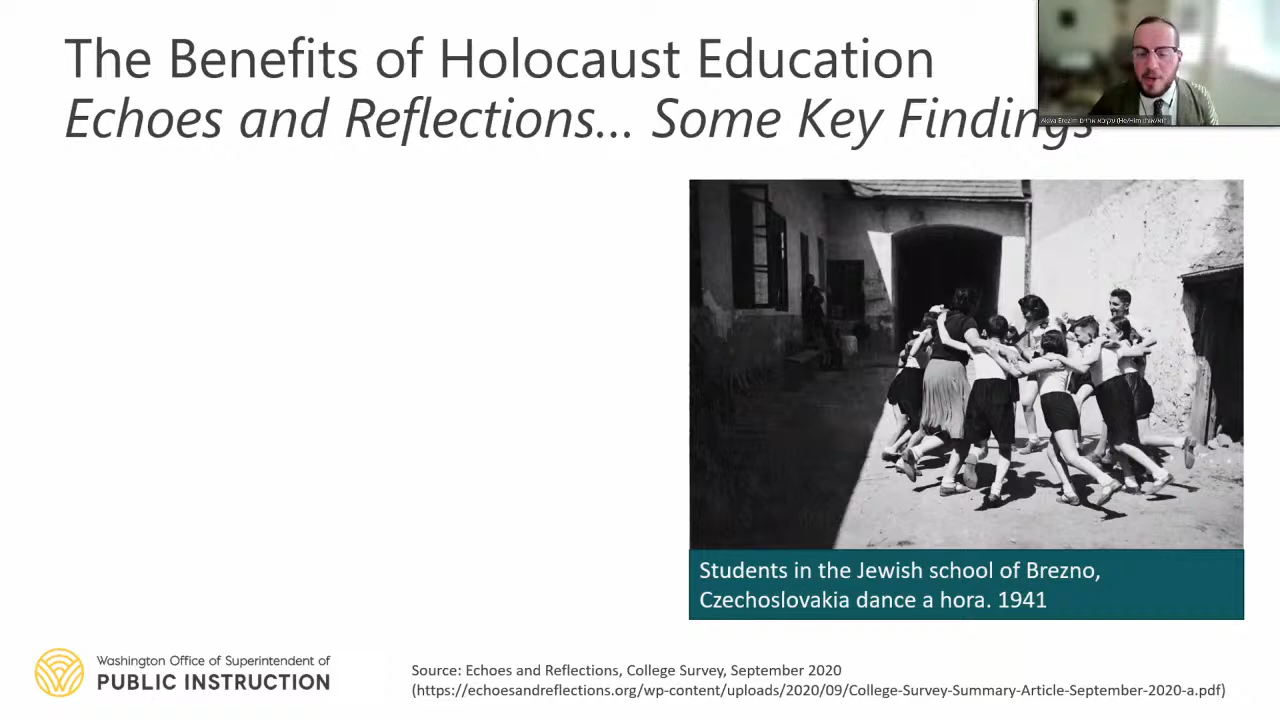 The Benefits of Holocaust Education
Echoes and Reflections... Some Key Findings
Students in the Jewish school of Brezno,
Czechoslovakia dance a hora. 1941
Washington Office of Superintendent of
PUBLIC INSTRUCTION
Source: Echoes and Reflections, College Survey, September 2020
(https://echoesandreflections.org/wp-content/uploads/2020/09/College-Survey-Summary-Article-September-2020-a.pdf)